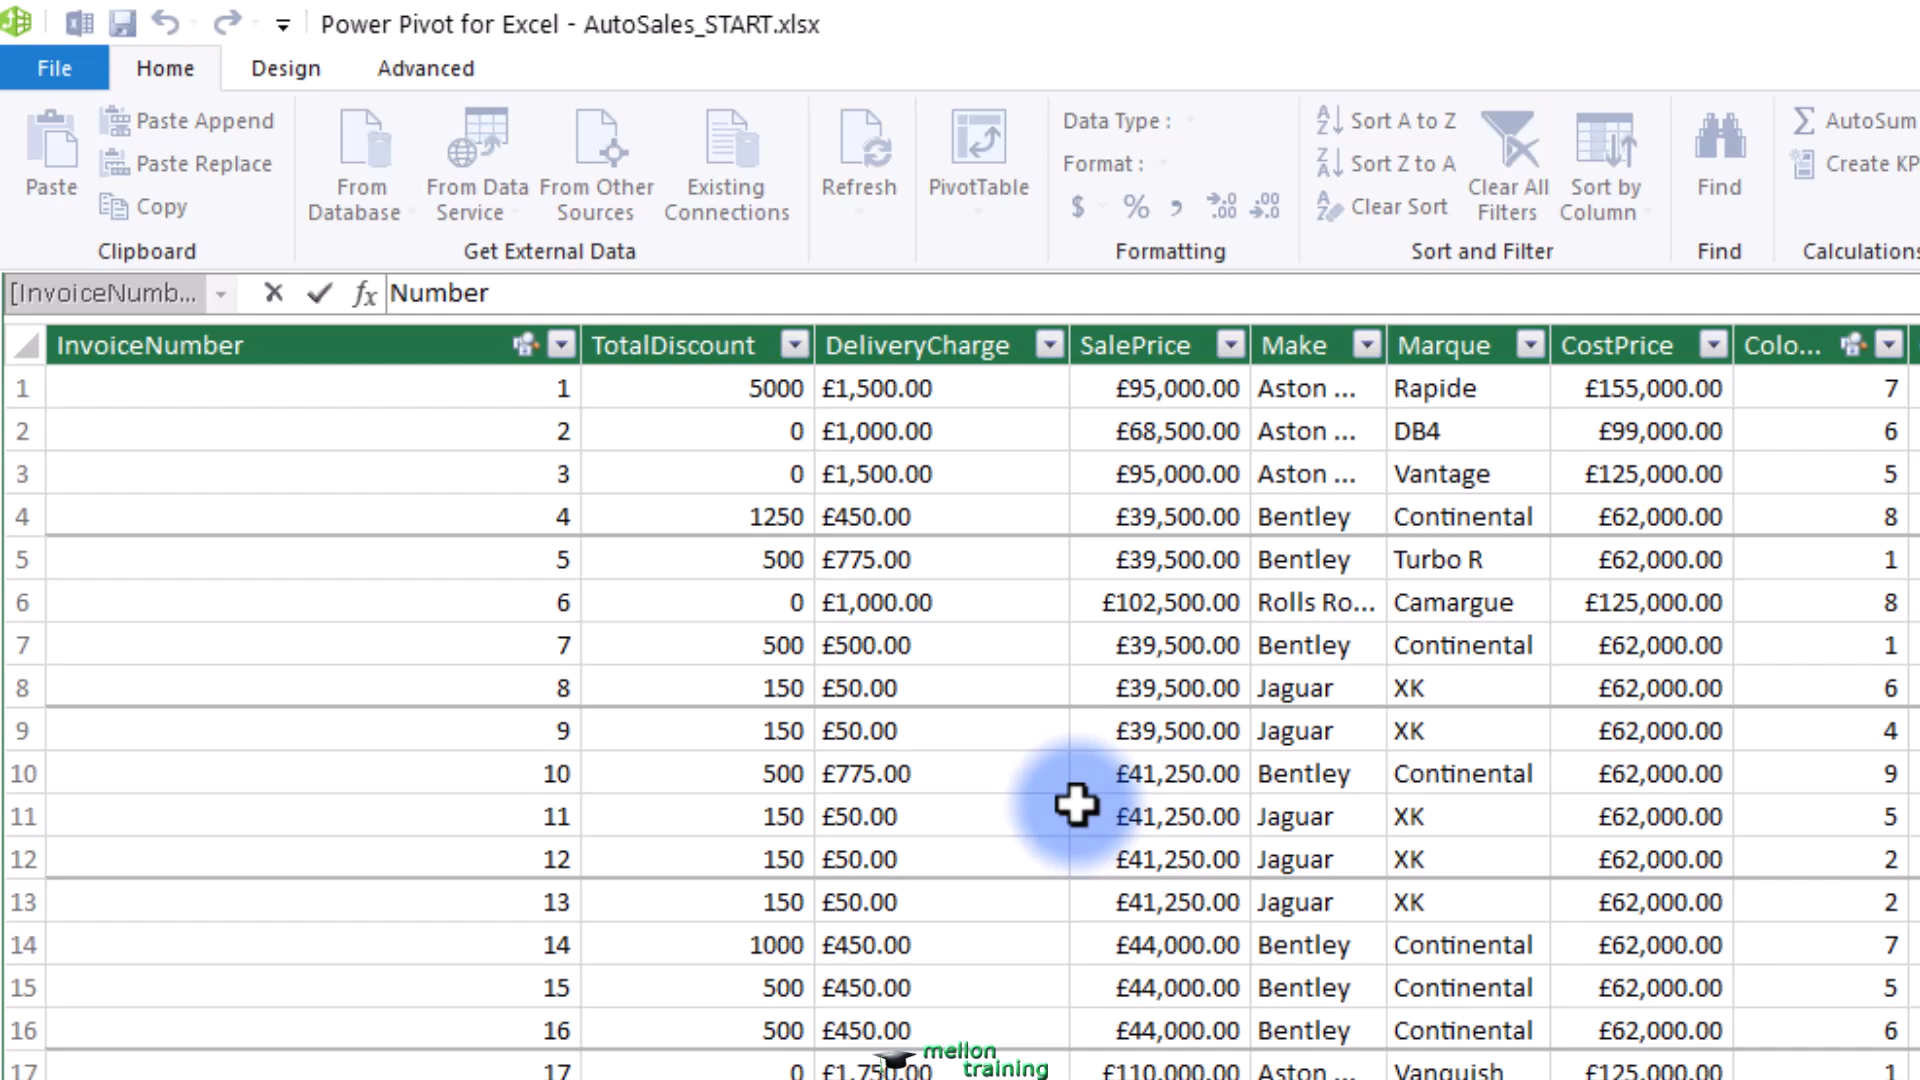 Power Pivot for Excel - AutoSales_START.xlsx
File Home Design Advanced
Paste
Paste Append
Paste Replace
Copy
Clipboard
From Database
From Data Service
From Other Sources
Existing Connections
Get External Data
Refresh
PivotTable
Data Type :
Format :
$ % , .00 .00
Formatting
Sort A to Z
Sort Z to A
Clear Sort
Clear All Filters
Sort by Column
Sort and Filter
Find
Find
AutoSum
Create KP
Calculations
[InvoiceNumb... fx Number
InvoiceNumber TotalDiscount DeliveryCharge SalePrice Make Marque CostPrice Colo...
1 1 5000 £1,500.00 £95,000.00 Aston ... Rapide £155,000.00 7
2 2 0 £1,000.00 £68,500.00 Aston ... DB4 £99,000.00 6
3 3 0 £1,500.00 £95,000.00 Aston ... Vantage £125,000.00 5
4 4 1250 £450.00 £39,500.00 Bentley Continental £62,000.00 8
5 5 500 £775.00 £39,500.00 Bentley Turbo R £62,000.00 1
6 6 0 £1,000.00 £102,500.00 Rolls Ro... Camargue £125,000.00 8
7 7 500 £500.00 £39,500.00 Bentley Continental £62,000.00 1
8 8 150 £50.00 £39,500.00 Jaguar XK £62,000.00 6
9 9 150 £50.00 £39,500.00 Jaguar XK £62,000.00 4
10 10 500 £775.00 £41,250.00 Bentley Continental £62,000.00 9
11 11 150 £50.00 £41,250.00 Jaguar XK £62,000.00 5
12 12 150 £50.00 £41,250.00 Jaguar XK £62,000.00 2
13 13 150 £50.00 £41,250.00 Jaguar XK £62,000.00 2
14 14 1000 £450.00 £44,000.00 Bentley Continental £62,000.00 7
15 15 500 £450.00 £44,000.00 Bentley Continental £62,000.00 5
16 16 500 £450.00 £44,000.00 Bentley Continental £62,000.00 6
17 17 0 £1,750.00 £110,000.00 Aston ... Vanquish £125,000.00 1
mellon
training